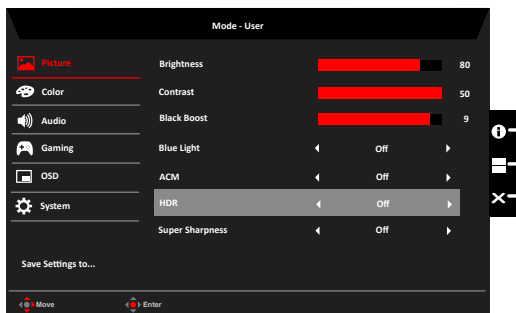 Mode - User
Picture
Brightness 80
Color
Contrast 50
Audio
Black Boost 9
Gaming
Blue Light Off
OSD
ACM Off
System
HDR Off
Super Sharpness Off
Save Settings to...
Move Enter